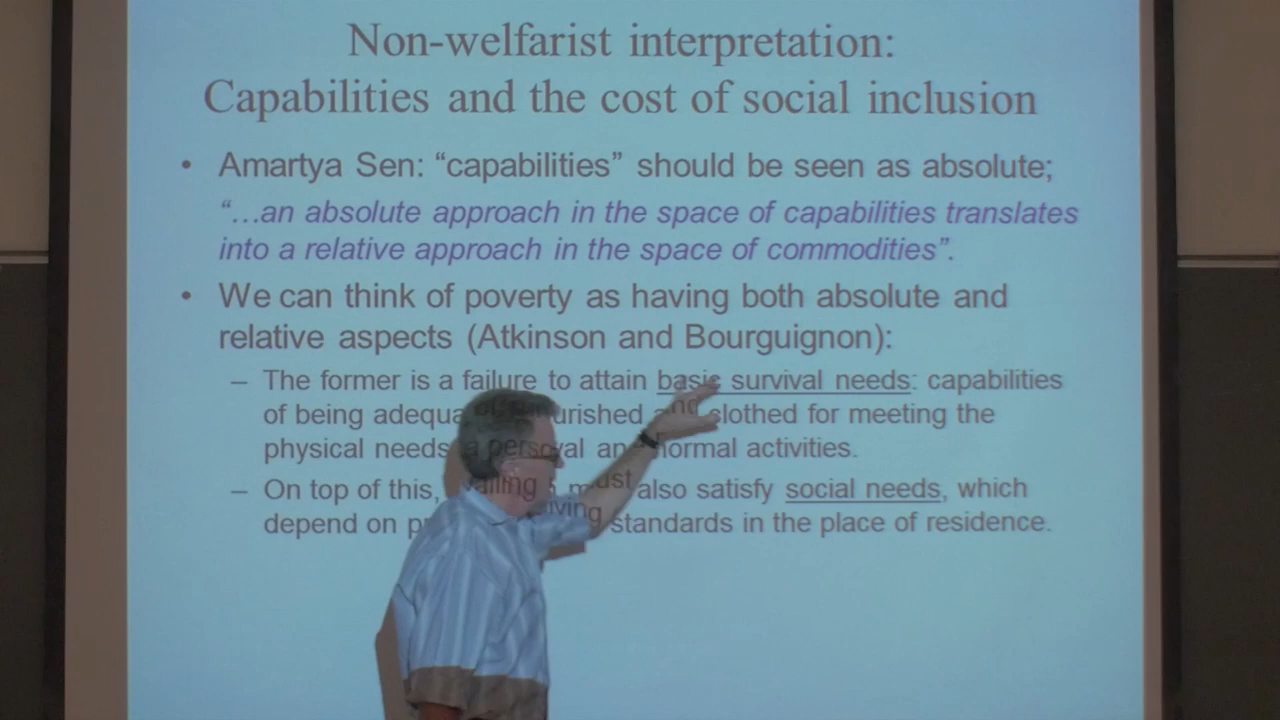 Non-welfarist interpretation:
Capabilities and the cost of social inclusion
• Amartya Sen: “capabilities” should be seen as absolute;
“…an absolute approach in the space of capabilities translates
into a relative approach in the space of commodities”.
• We can think of poverty as having both absolute and
relative aspects (Atkinson and Bourguignon):
– The former is a failure to attain basic survival needs: capabilities
of being adequately nourished and clothed for meeting the
physical needs a personal and normal activities.
– On top of this, must also satisfy social needs, which
depend on living standards in the place of residence.